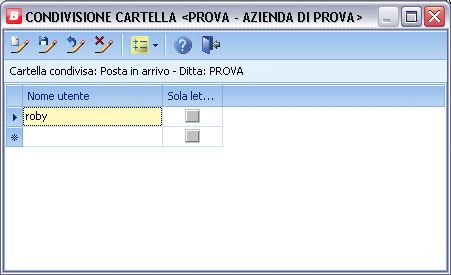 B CONDIVISIONE CARTELLA <PROVA - AZIENDA DI PROVA>
Cartella condivisa: Posta in arrivo - Ditta: PROVA
Nome utente Sola let...
roby